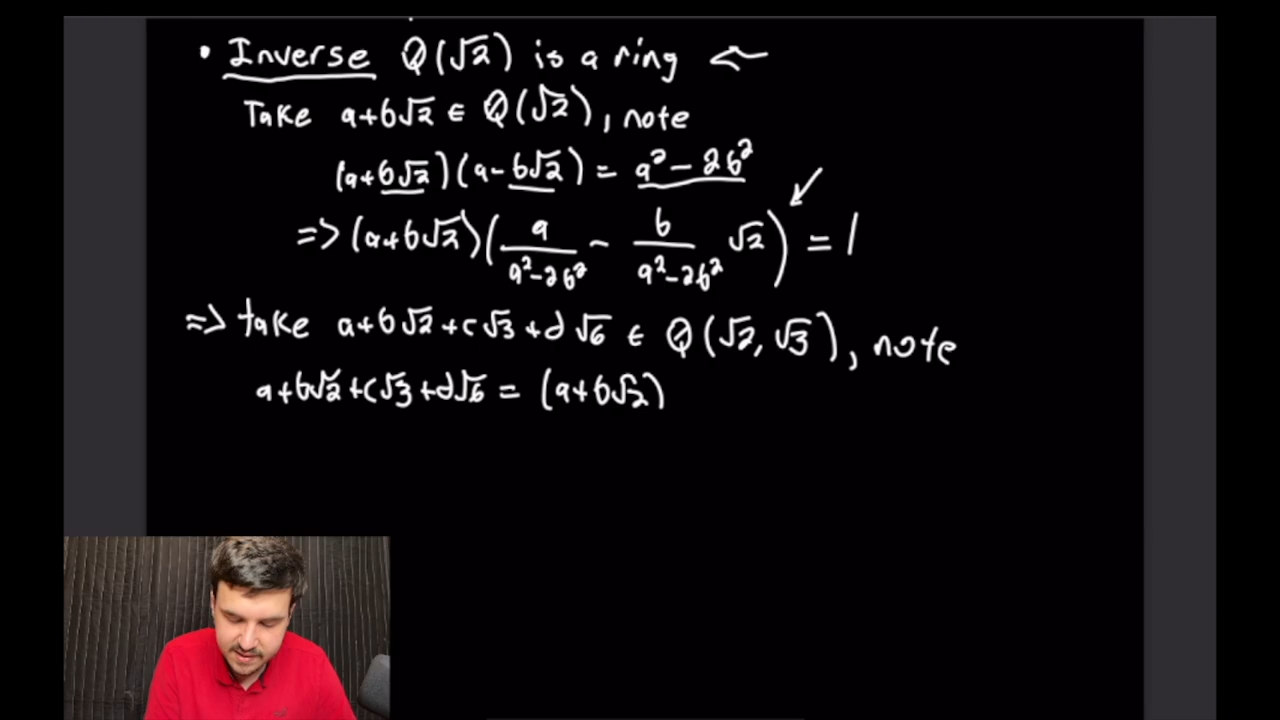 • Inverse Q(√2) is a ring ←
Take a+b√2 ∈ Q(√2), note
(a+b√2)(a-b√2) = a²-2b²
=> (a+b√2)(a/(a²-2b²) - b/(a²-2b²) √2) = 1
=> take a+b√2+c√3+d√6 ∈ Q(√2, √3), note
a+b√2+c√3+d√6 = (a+b√2)